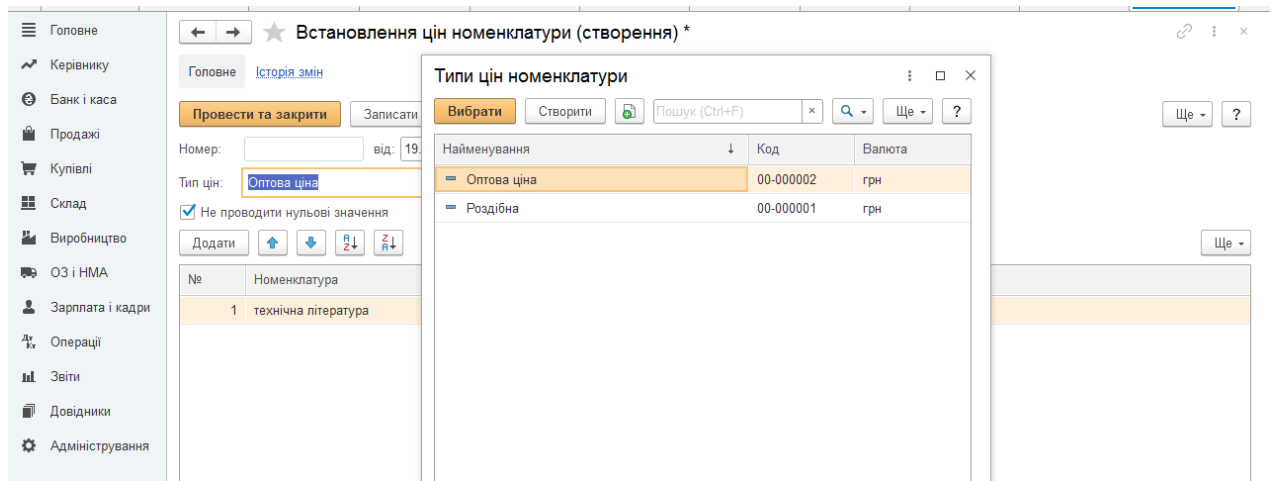 Головне
Встановлення цін номенклатури (створення) *
Керівнику
Головне Історія змін
Типи цін номенклатури
Банк і каса
Провести та закрити Записати
Вибрати Створити Пошук (Ctrl+F) Ще ?
Ще ?
Продажі
Номер: від: 19.
Найменування Код Валюта
Купівлі
Тип цін: Оптова ціна
Оптова ціна 00-000002 грн
Склад
Не проводити нульові значення
Роздібна 00-000001 грн
Виробництво
Додати
Ще
ОЗ і НМА
№ Номенклатура
Зарплата і кадри
1 технічна література
Дт Кт Операції
Звіти
Довідники
Адміністрування